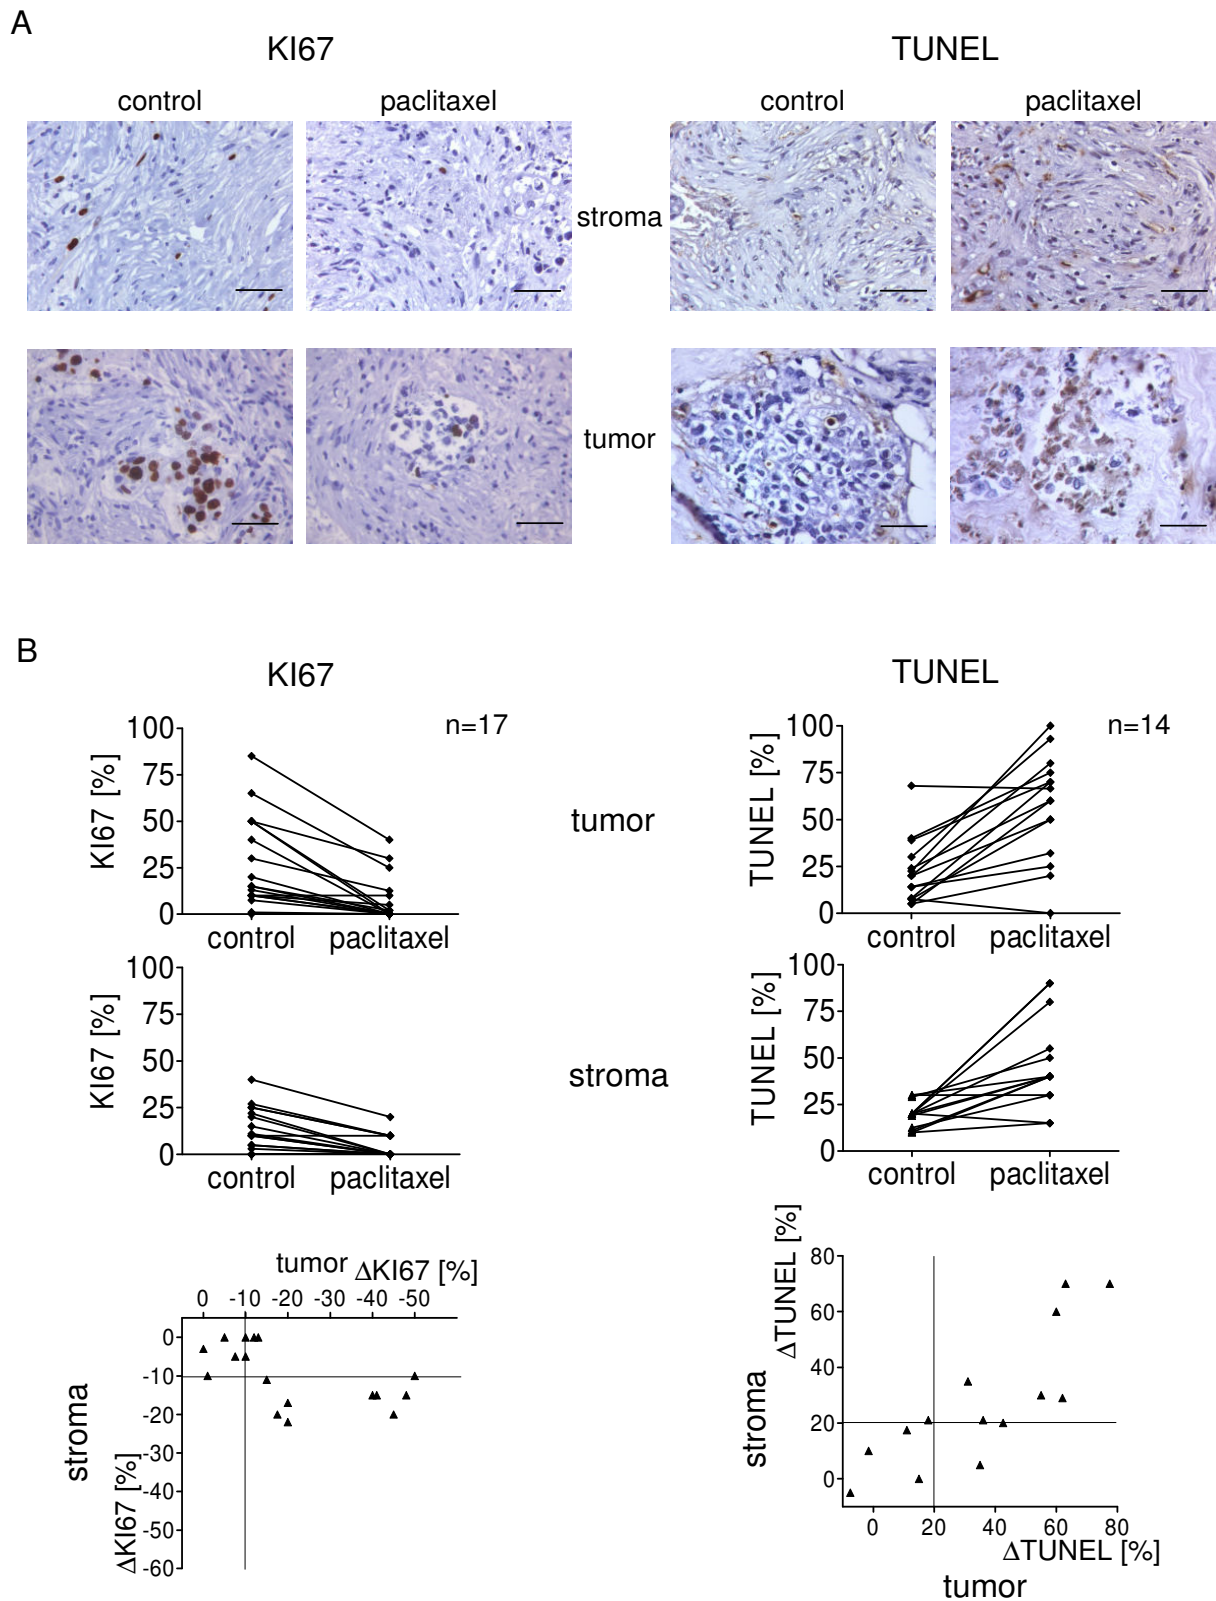 A
KI67 TUNEL
control paclitaxel control paclitaxel
stroma
tumor
B
KI67 TUNEL
n=17 n=14
100 75 50 25 0
KI67 [%]
control paclitaxel
tumor
100 75 50 25 0
TUNEL [%]
control paclitaxel
100 75 50 25 0
KI67 [%]
control paclitaxel
stroma
100 75 50 25 0
TUNEL [%]
control paclitaxel
tumor ΔKI67 [%]
0 -10 -20 -30 -40 -50
0
-10
-20
-30
-40
-50
-60
stroma
ΔKI67 [%]
ΔTUNEL [%]
stroma
80
60
40
20
0
0 20 40 60 80
ΔTUNEL [%]
tumor